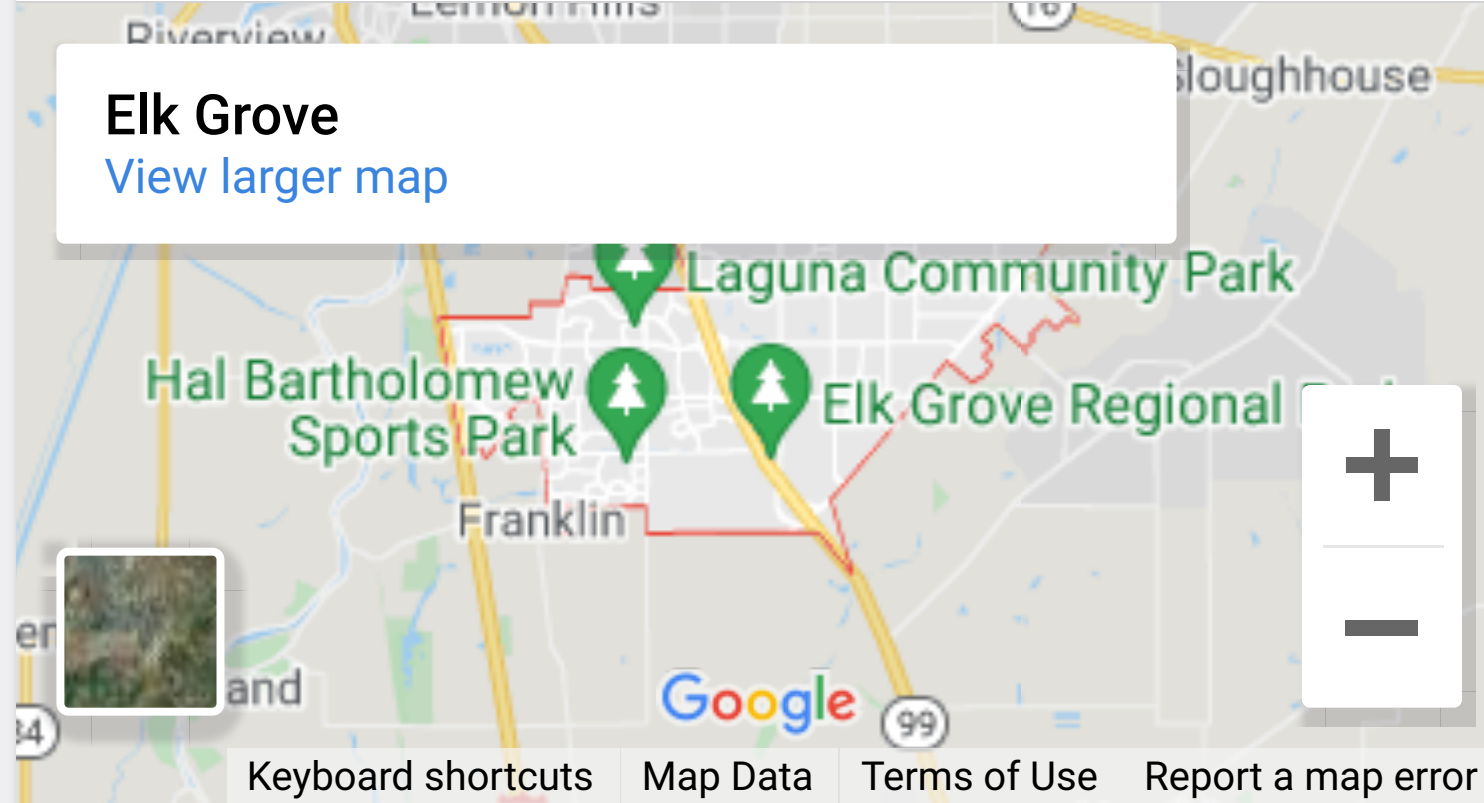 Lemon Hills
16
Riverview
Sloughhouse
Elk Grove
View larger map
Laguna Community Park
Hal Bartholomew
Sports Park
Elk Grove Regional
Franklin
and
Google
99
Keyboard shortcuts
Map Data
Terms of Use
Report a map error